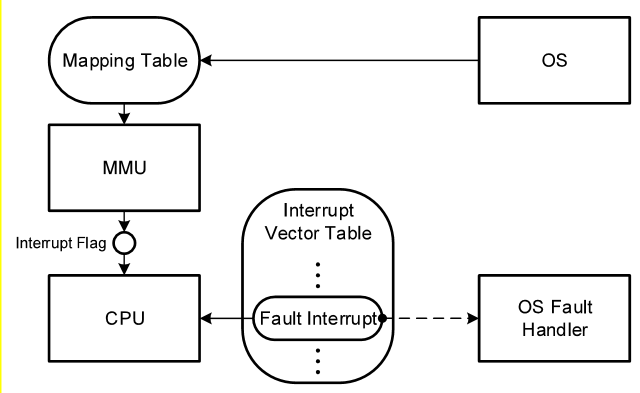 Mapping Table
OS
MMU
Interrupt Flag
Interrupt
Vector Table
CPU
Fault Interrupt
OS Fault
Handler